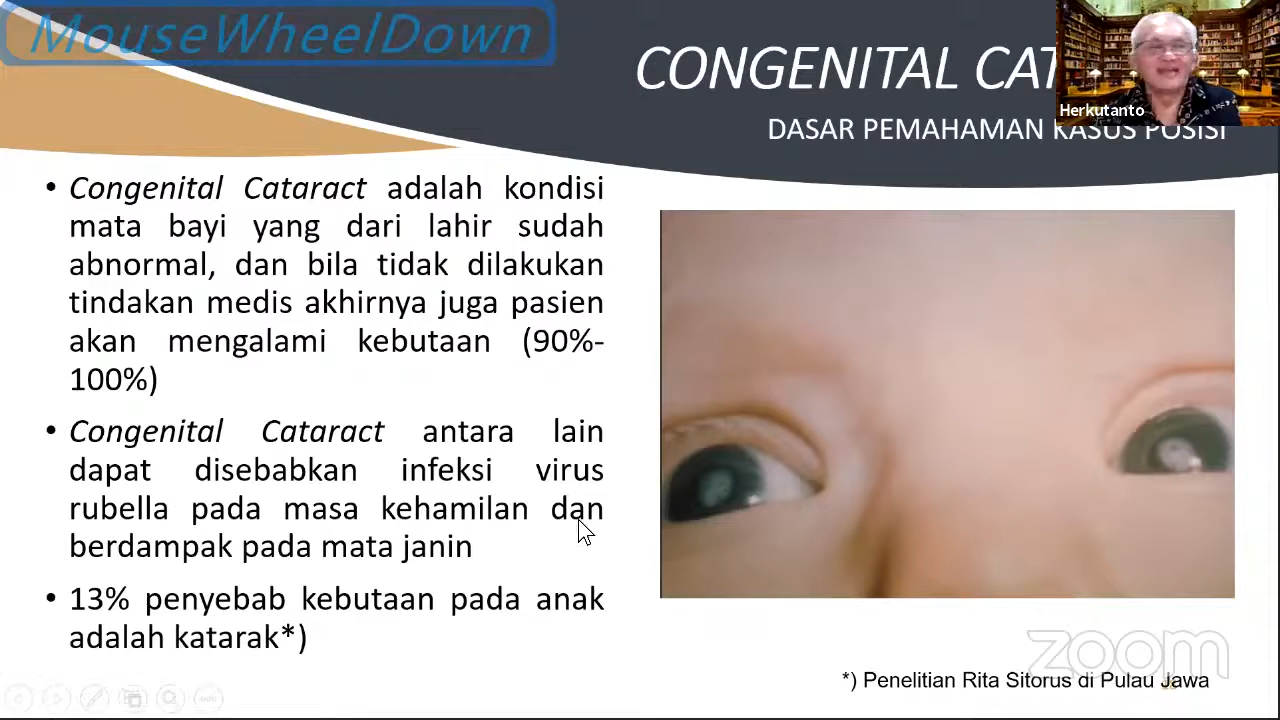 MouseWheelDown
CONGENITAL CAT
Herkutanto
DASAR PEMAHAMAN KASUS POSISI
• Congenital Cataract adalah kondisi
mata bayi yang dari lahir sudah
abnormal, dan bila tidak dilakukan
tindakan medis akhirnya juga pasien
akan mengalami kebutaan (90%-
100%)
• Congenital Cataract antara lain
dapat disebabkan infeksi virus
rubella pada masa kehamilan dan
berdampak pada mata janin
• 13% penyebab kebutaan pada anak
adalah katarak*)
zoom
*) Penelitian Rita Sitorus di Pulau Jawa